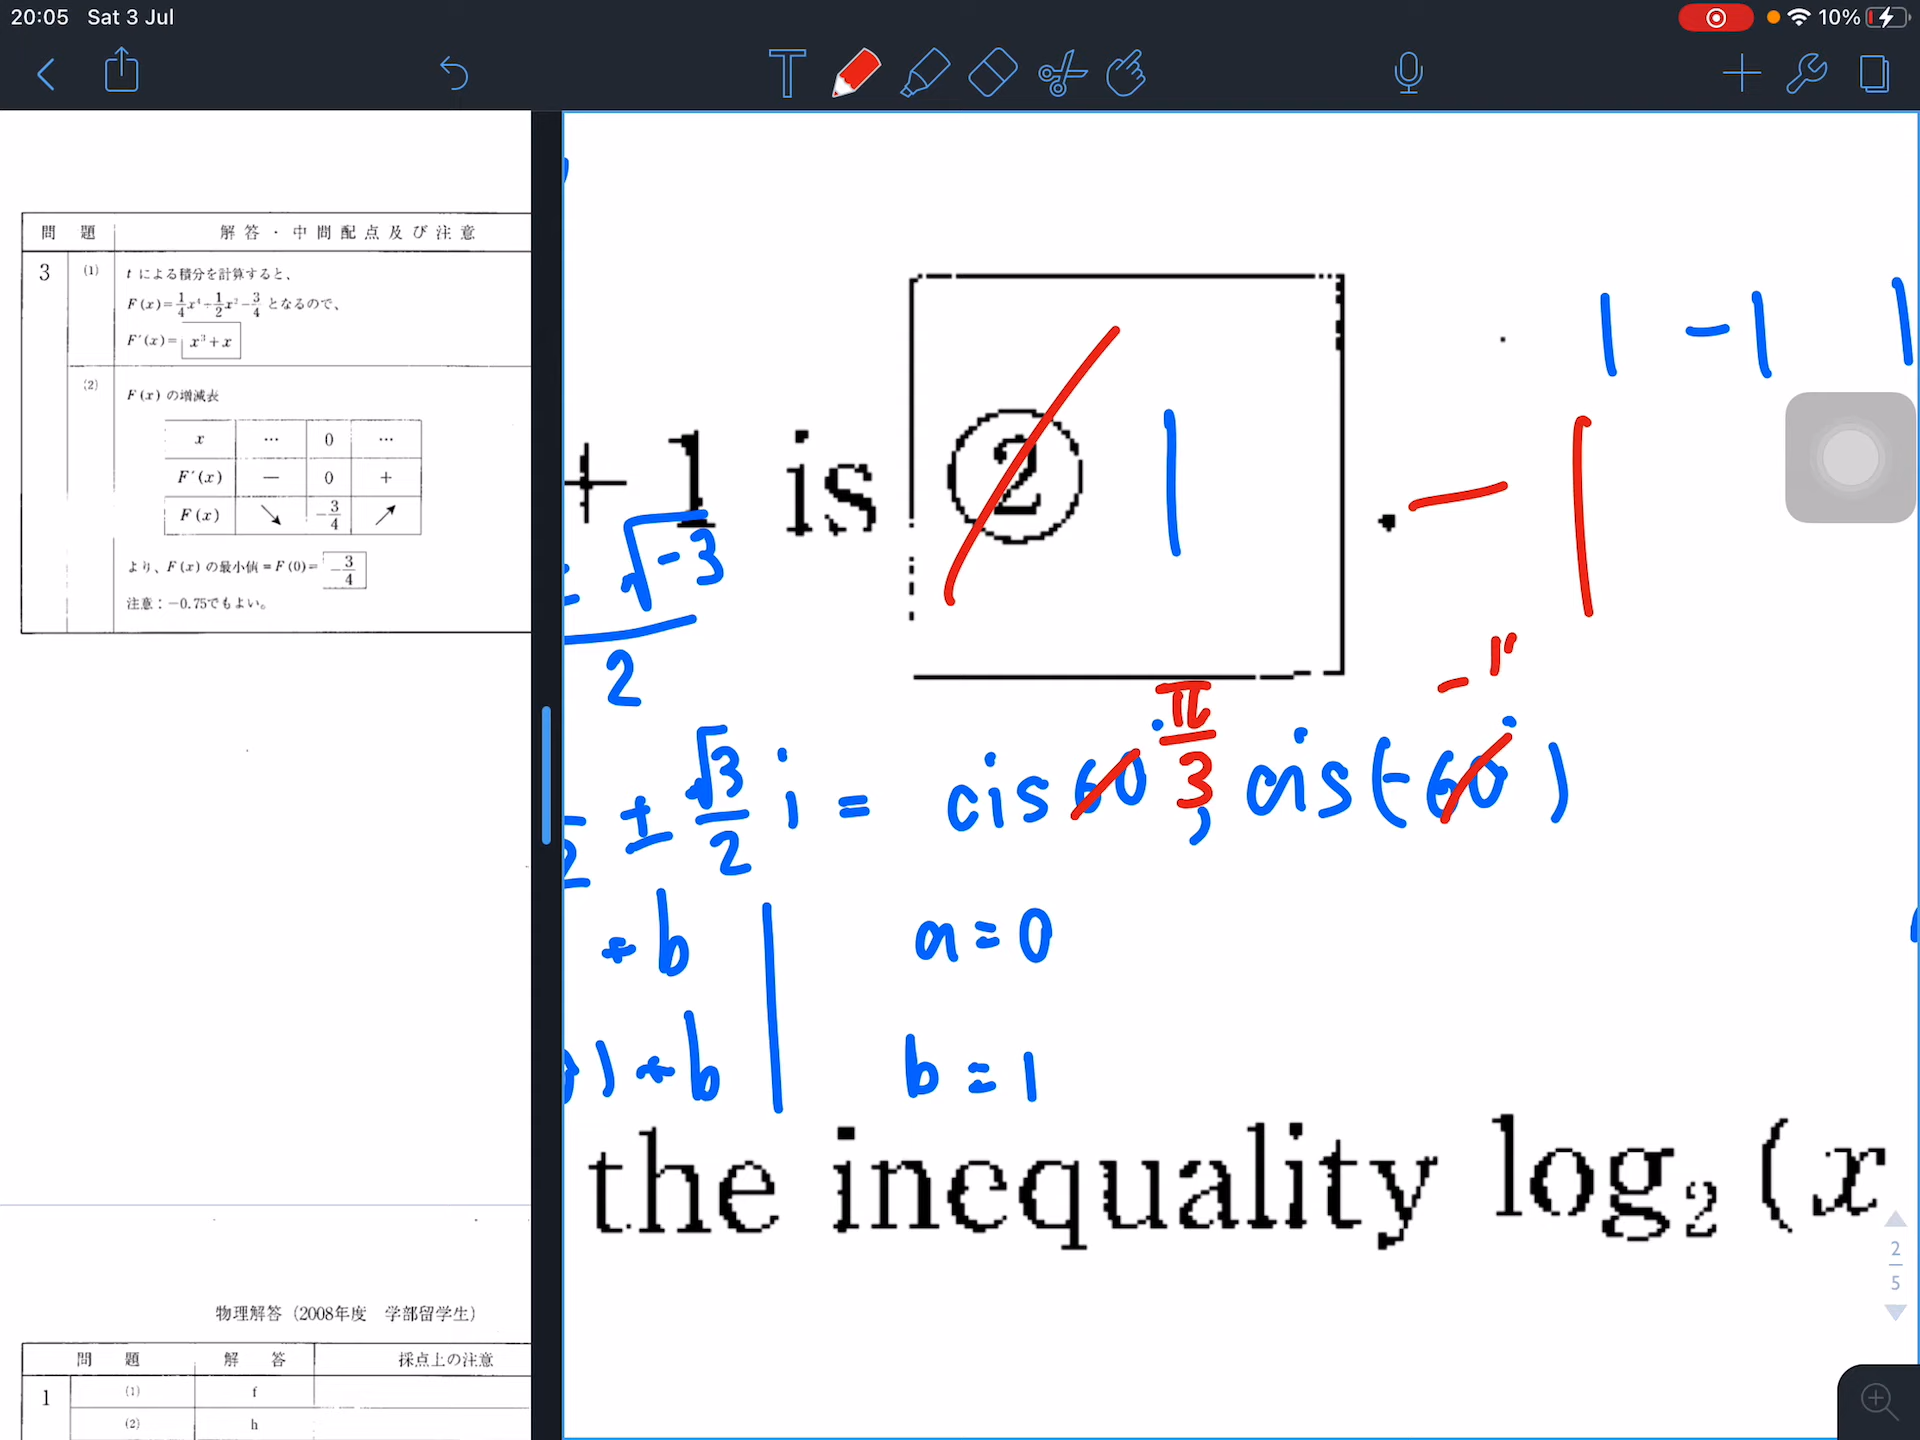 20:05 Sat 3 Jul
10%
問 題 解答・中間配点及び注意
3 (1) t による積分を計算すると、
F(x)=1/4x⁴+1/2x²−3/4 となるので、
F′(x)= x³+x
(2) F(x) の増減表
x … 0 …
F′(x) − 0 +
F(x) ↘ −3/4 ↗
より、F(x) の最小値=F(0)= −3/4
注意:−0.75でもよい。
物理解答(2008年度 学部留学生)
問 題 解 答 採点上の注意
1 (1) f
(2) h
1 -1 1
+ 1 is ② 1 . - 1
√-3
2
π
± √3/2 i = cis 60 3, cis(-60)
+b a=0
1+b b=1
the inequality log₂ (x
2
5